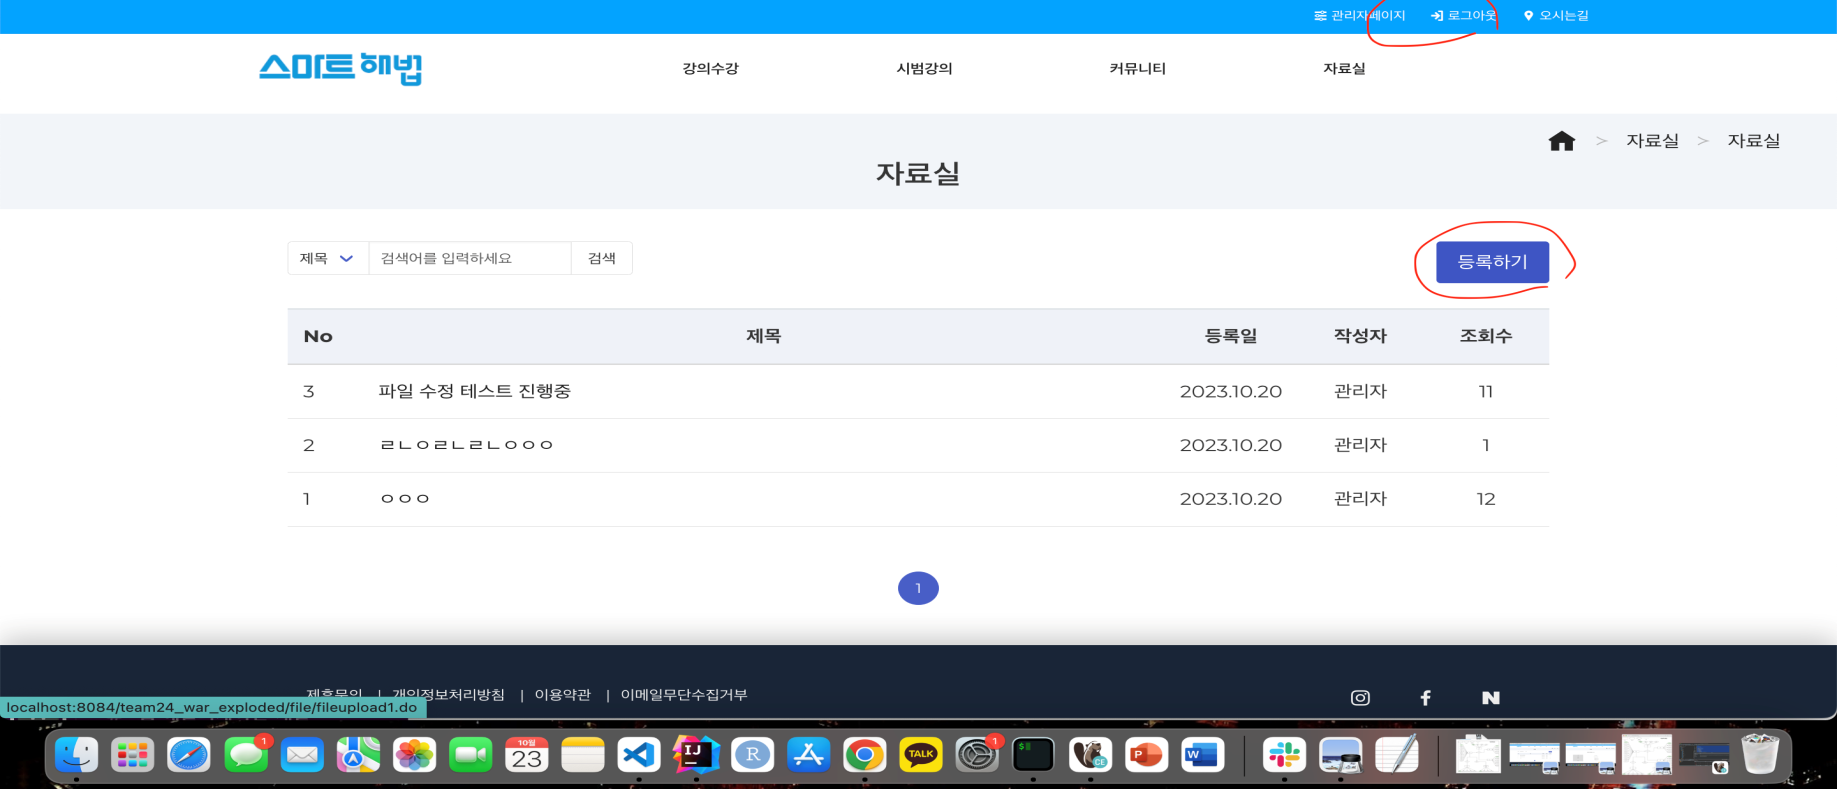 관리자페이지 로그아웃 오시는길
스마트해법 강의수강 시범강의 커뮤니티 자료실
> 자료실 > 자료실
자료실
제목 검색어를 입력하세요 검색 등록하기
No 제목 등록일 작성자 조회수
3 파일 수정 테스트 진행중 2023.10.20 관리자 11
2 ㄹㄴㅇㄹㄴㄹㄴㅇㅇㅇ 2023.10.20 관리자 1
1 ㅇㅇㅇ 2023.10.20 관리자 12
1
제휴문의 | 개인정보처리방침 | 이용약관 | 이메일무단수집거부
localhost:8084/team24_war_exploded/file/fileupload1.do
1 10월 23 IJ R TALK 1 $ CE P W